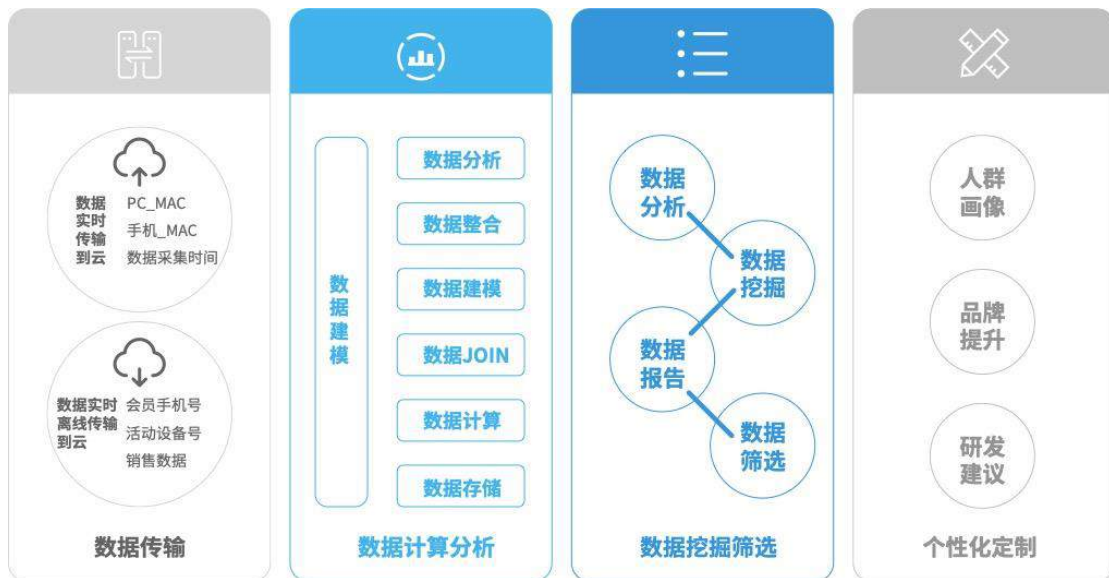 数据
实时
传输
到云
PC_MAC
手机_MAC
数据采集时间
数据实时
离线传输
到云
会员手机号
活动设备号
销售数据
数据传输
数据建模
数据分析
数据整合
数据建模
数据JOIN
数据计算
数据存储
数据计算分析
数据
分析
数据
挖掘
数据
报告
数据
筛选
数据挖掘筛选
人群
画像
品牌
提升
研发
建议
个性化定制